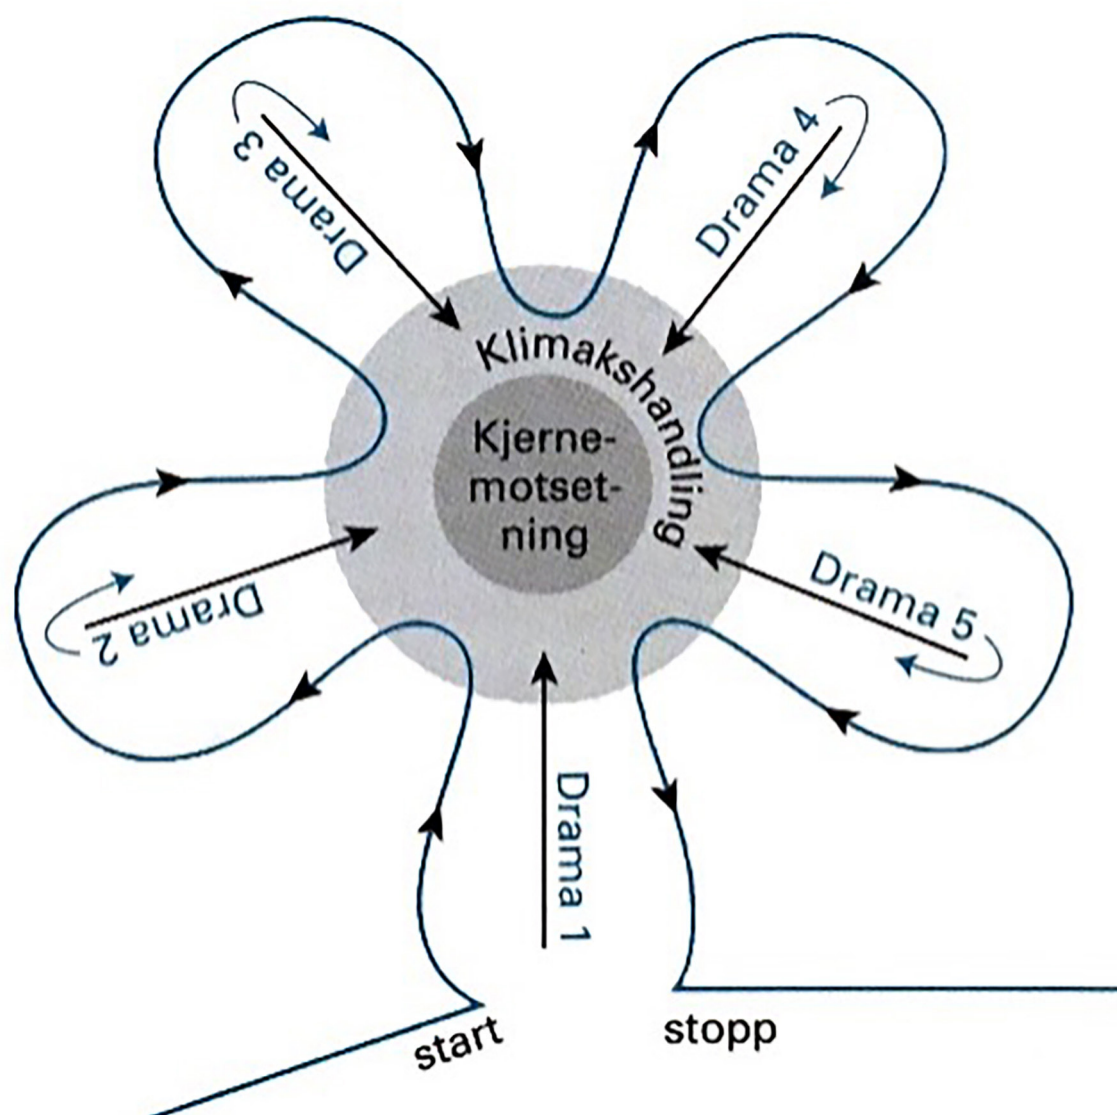 Drama 3
Drama 4
Klimakshandling
Kjerne-
motset-
ning
Drama 2
Drama 5
Drama 1
start
stopp